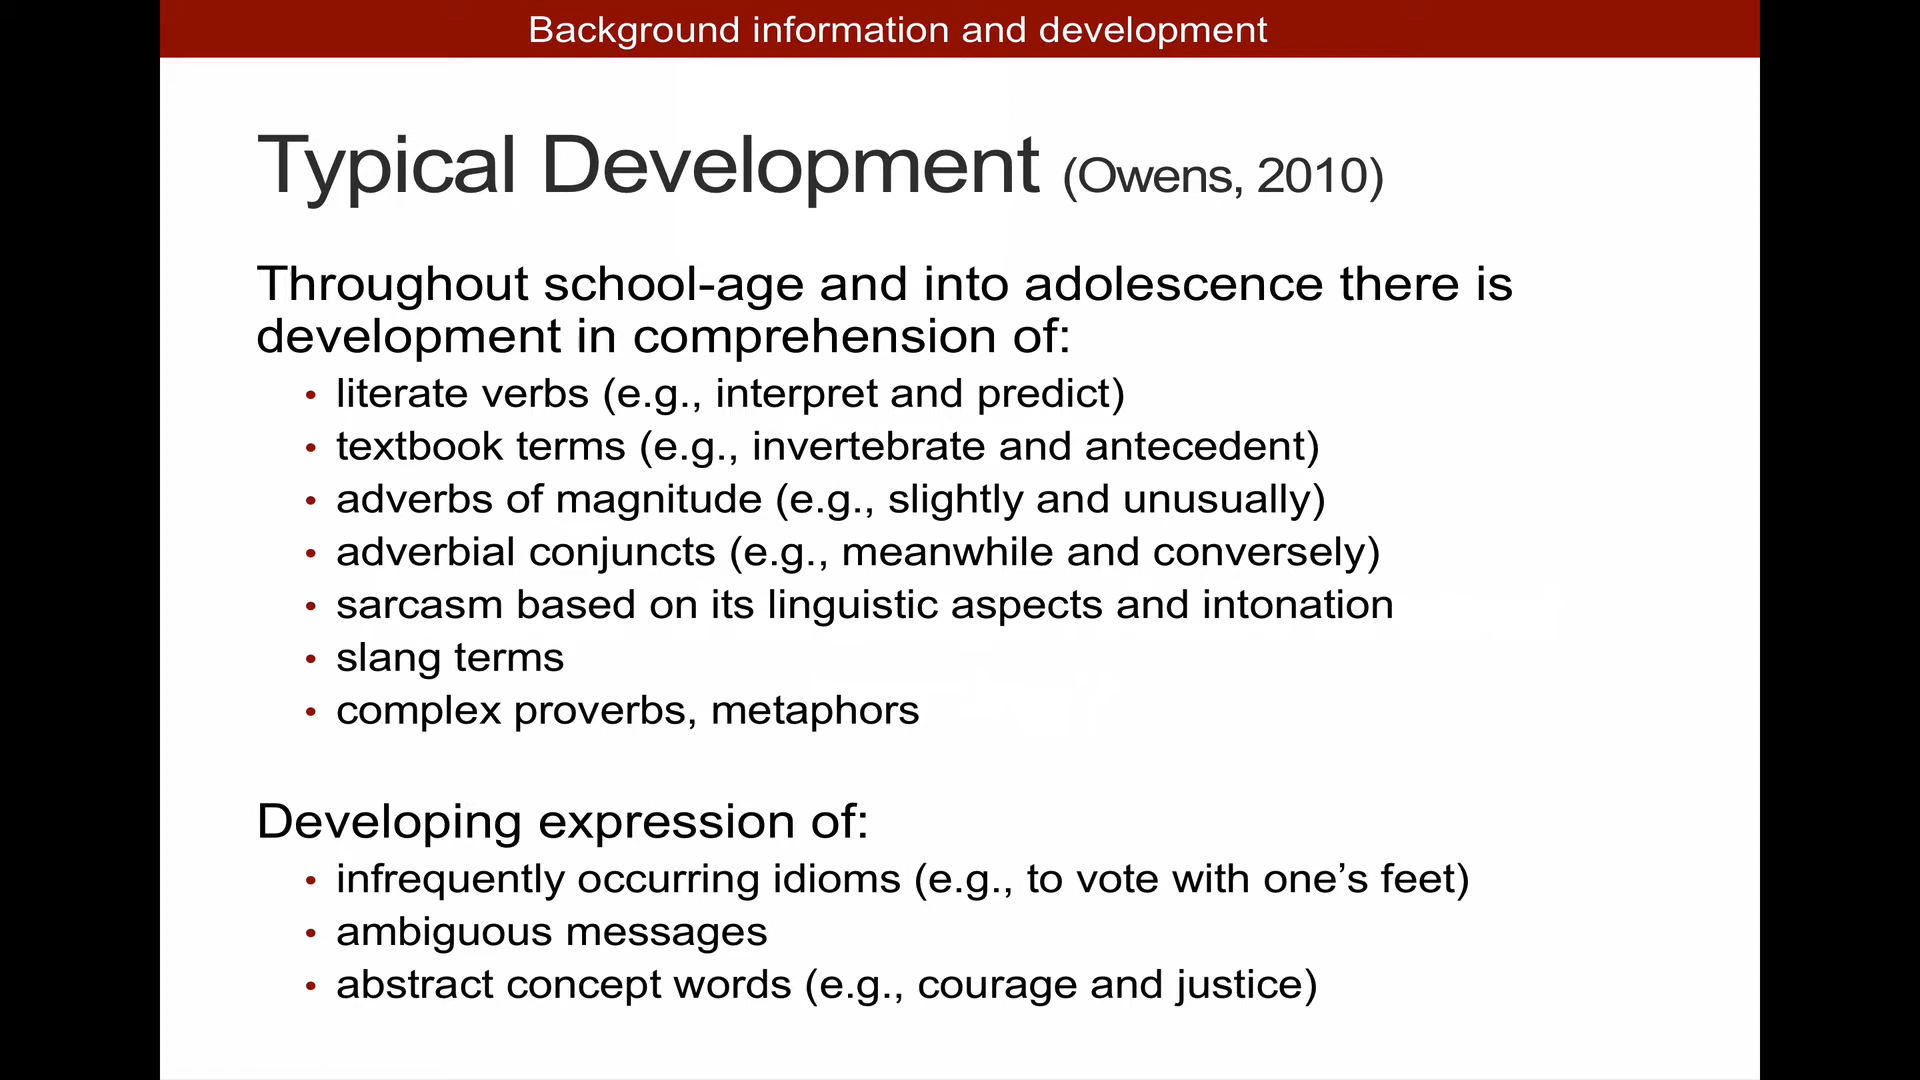 Background information and development
Typical Development (Owens, 2010)
Throughout school-age and into adolescence there is
development in comprehension of:
• literate verbs (e.g., interpret and predict)
• textbook terms (e.g., invertebrate and antecedent)
• adverbs of magnitude (e.g., slightly and unusually)
• adverbial conjuncts (e.g., meanwhile and conversely)
• sarcasm based on its linguistic aspects and intonation
• slang terms
• complex proverbs, metaphors
Developing expression of:
• infrequently occurring idioms (e.g., to vote with one’s feet)
• ambiguous messages
• abstract concept words (e.g., courage and justice)